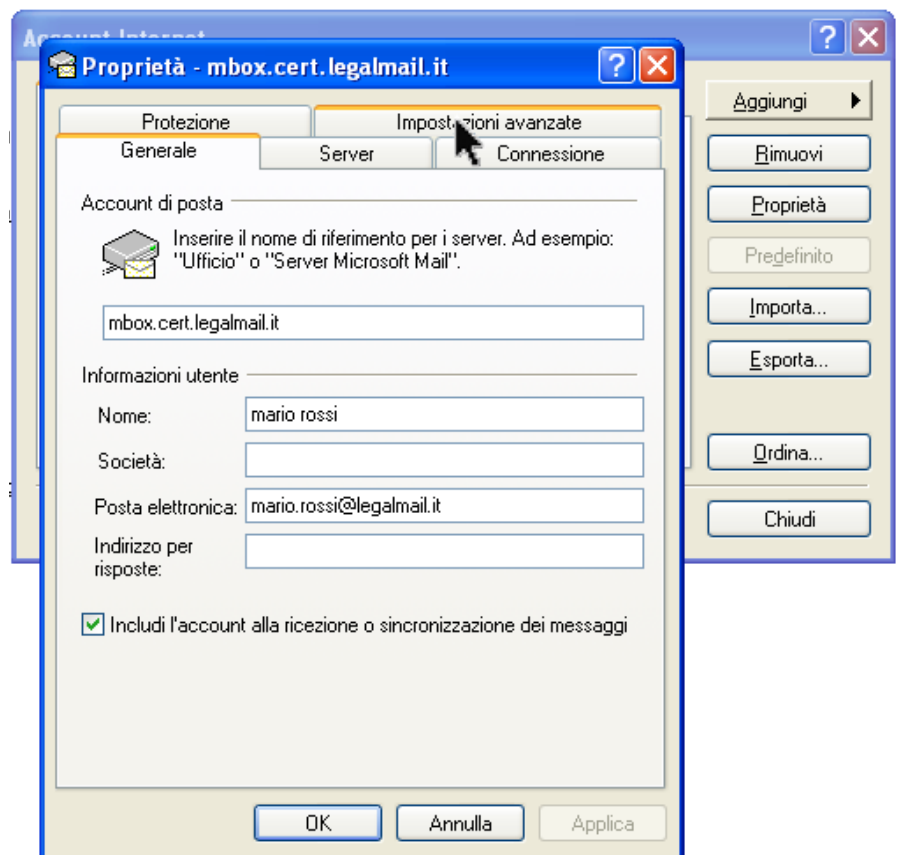 Account Internet
Proprietà - mbox.cert.legalmail.it
Protezione
Impostazioni avanzate
Generale
Server
Connessione
Account di posta
Inserire il nome di riferimento per i server. Ad esempio:
"Ufficio" o "Server Microsoft Mail".
mbox.cert.legalmail.it
Informazioni utente
Nome:
mario rossi
Società:
Posta elettronica:
mario.rossi@legalmail.it
Indirizzo per
risposte:
Includi l'account alla ricezione o sincronizzazione dei messaggi
OK
Annulla
Applica
Aggiungi
Rimuovi
Proprietà
Predefinito
Importa...
Esporta...
Ordina...
Chiudi